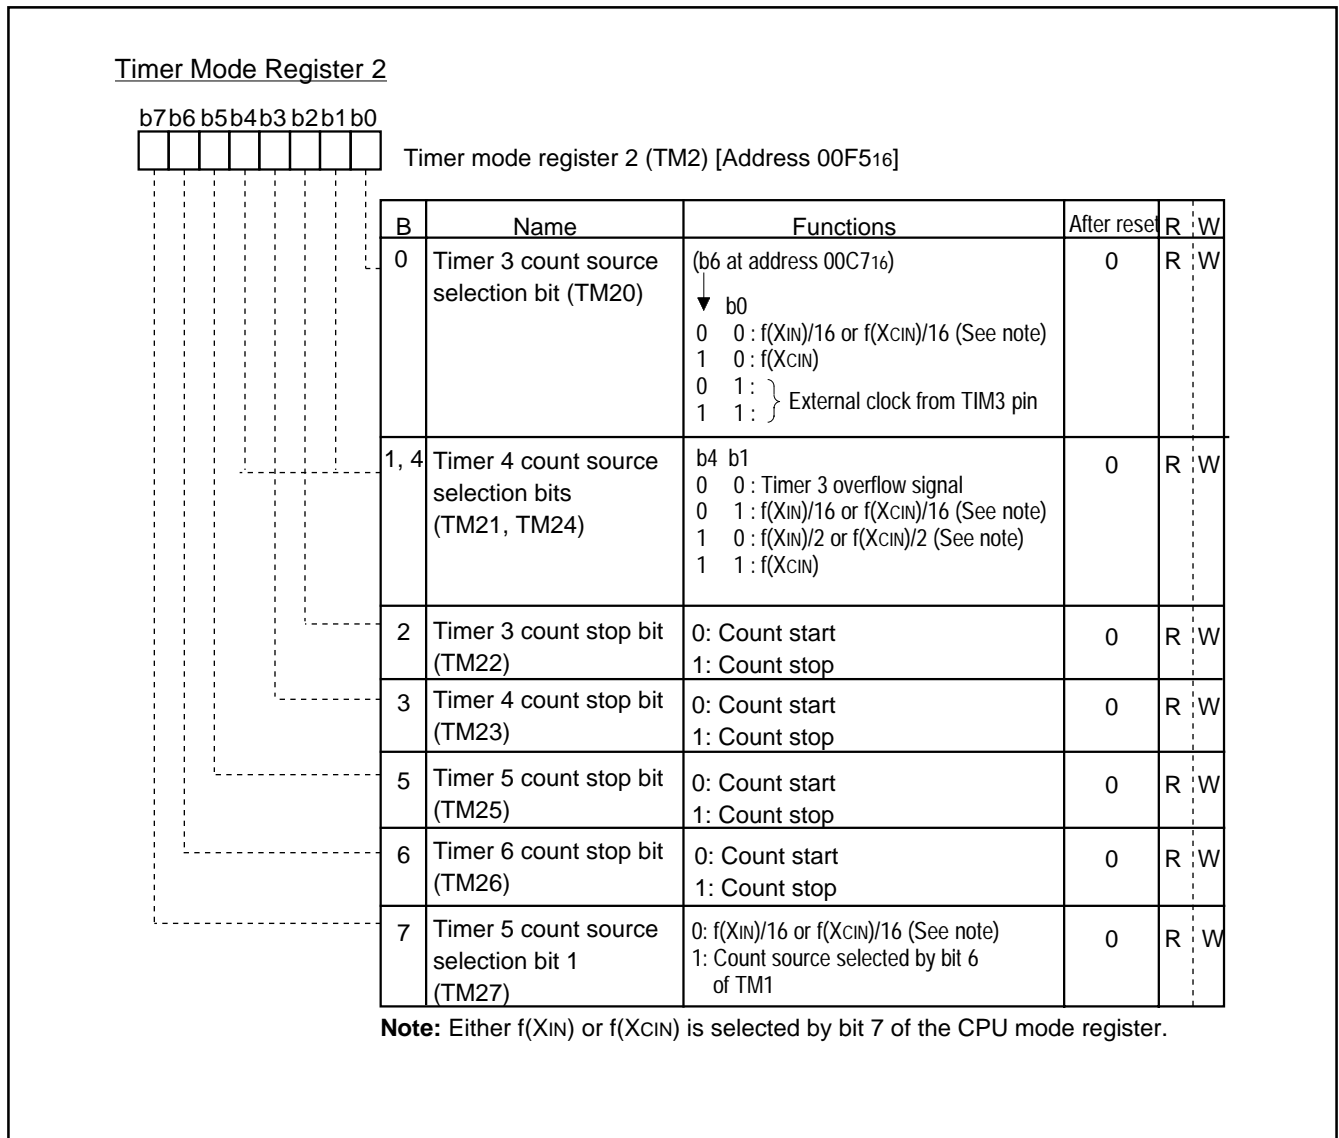 Timer Mode Register 2
b7 b6 b5 b4 b3 b2 b1 b0
Timer mode register 2 (TM2) [Address 00F516]
B Name Functions After reset R W
0 Timer 3 count source selection bit (TM20) (b6 at address 00C716) 0 R W
b0
0 0 : f(XIN)/16 or f(XCIN)/16 (See note)
1 0 : f(XCIN)
0 1 :
1 1 : External clock from TIM3 pin
1, 4 Timer 4 count source selection bits (TM21, TM24) b4 b1 0 R W
0 0 : Timer 3 overflow signal
0 1 : f(XIN)/16 or f(XCIN)/16 (See note)
1 0 : f(XIN)/2 or f(XCIN)/2 (See note)
1 1 : f(XCIN)
2 Timer 3 count stop bit (TM22) 0: Count start 0 R W
1: Count stop
3 Timer 4 count stop bit (TM23) 0: Count start 0 R W
1: Count stop
5 Timer 5 count stop bit (TM25) 0: Count start 0 R W
1: Count stop
6 Timer 6 count stop bit (TM26) 0: Count start 0 R W
1: Count stop
7 Timer 5 count source selection bit 1 (TM27) 0: f(XIN)/16 or f(XCIN)/16 (See note) 0 R W
1: Count source selected by bit 6
of TM1
Note: Either f(XIN) or f(XCIN) is selected by bit 7 of the CPU mode register.